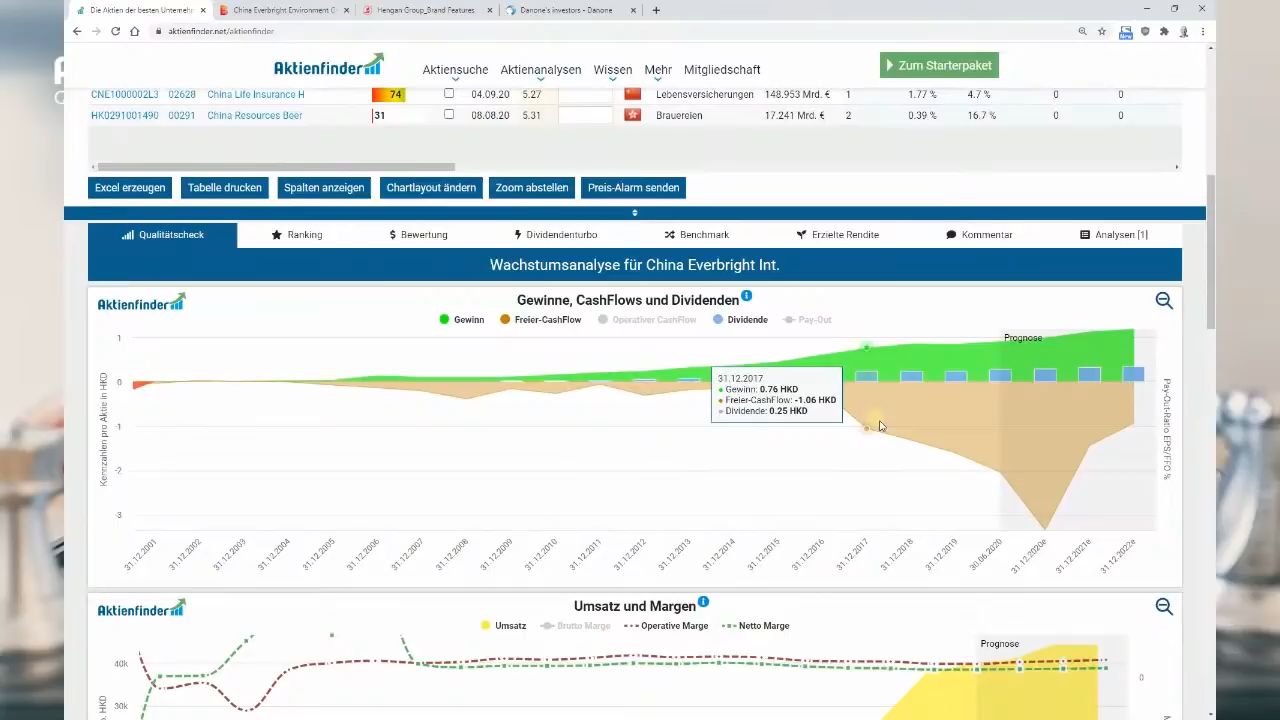 Die Aktien der besten Unternehm
China Everbright Environment G
Hengan Group_Brand Features
Danone's investors - Danone
aktienfinder.net/aktienfinder
New
Aktienfinder
Aktiensuche
Aktienanalysen
Wissen
Mehr
Mitgliedschaft
Zum Starterpaket
CNE1000002L3 02628 China Life Insurance H 74 04.09.20 5.27 Lebensversicherungen 148.953 Mrd. € 1 1.77 % 4.7 % 0 0
HK0291001490 00291 China Resources Beer 31 08.08.20 5.31 Brauereien 17.241 Mrd. € 2 0.39 % 16.7 % 0 0
Excel erzeugen
Tabelle drucken
Spalten anzeigen
Chartlayout ändern
Zoom abstellen
Preis-Alarm senden
Qualitätscheck
Ranking
Bewertung
Dividendenturbo
Benchmark
Erzielte Rendite
Kommentar
Analysen [1]
Wachstumsanalyse für China Everbright Int.
Aktienfinder
Gewinne, CashFlows und Dividenden
Gewinn
Freier-CashFlow
Operativer CashFlow
Dividende
Pay-Out
Kennzahlen pro Aktie in HKD
1
0
-1
-2
-3
Prognose
31.12.2017
Gewinn: 0.76 HKD
Freier-CashFlow: -1.06 HKD
Dividende: 0.25 HKD
Pay-Out-Ratio EPS/FFO %
31.12.2001
31.12.2002
31.12.2003
31.12.2004
31.12.2005
31.12.2006
31.12.2007
31.12.2008
31.12.2009
31.12.2010
31.12.2011
31.12.2012
31.12.2013
31.12.2014
31.12.2015
31.12.2016
31.12.2017
31.12.2018
31.12.2019
30.06.2020
31.12.2020e
31.12.2021e
31.12.2022e
Aktienfinder
Umsatz und Margen
Umsatz
Brutto Marge
Operative Marge
Netto Marge
40k
30k
Prognose
0
HKD